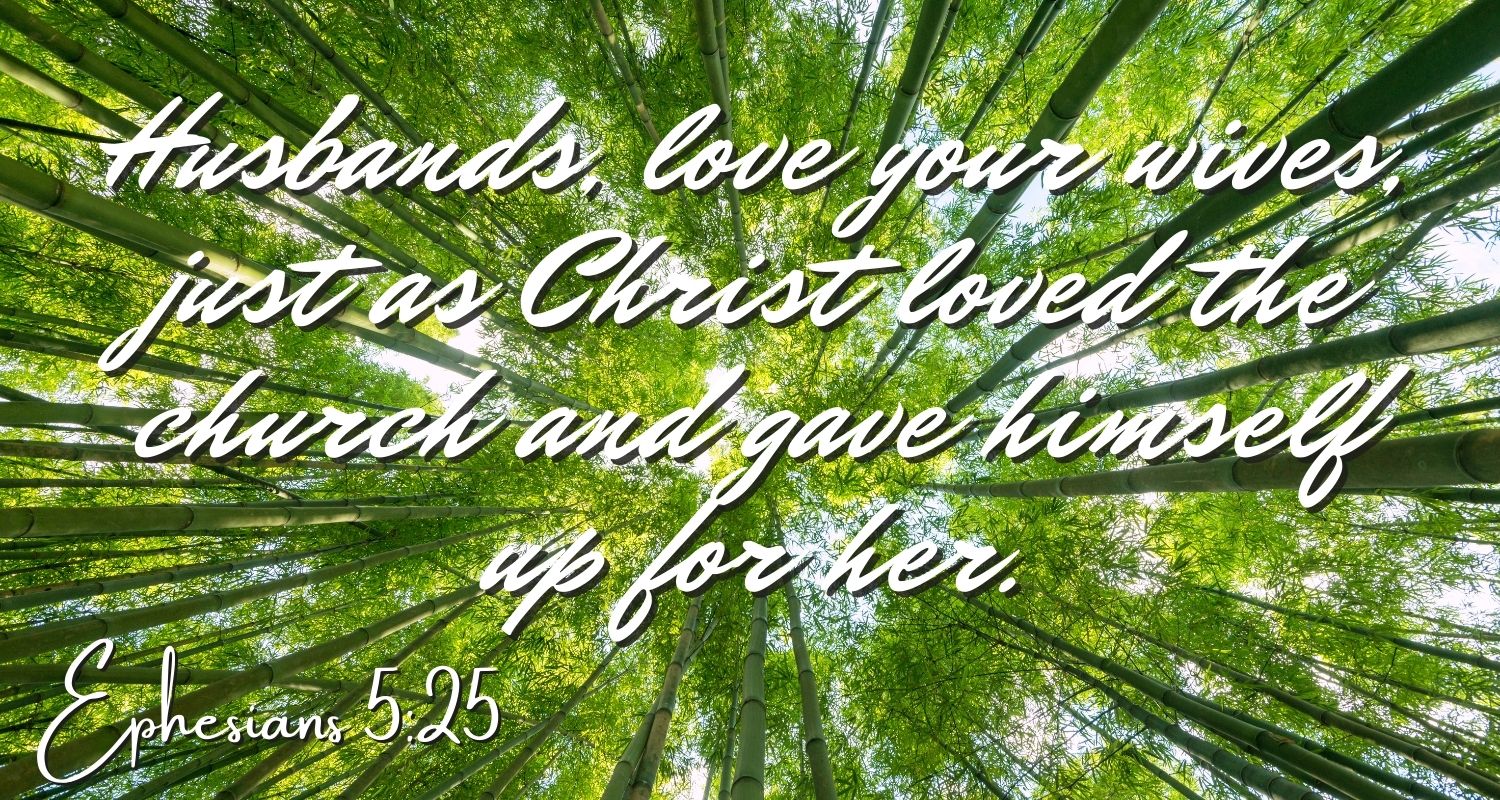 Husbands, love your wives,
just as Christ loved the
church and gave himself
up for her.
Ephesians 5:25